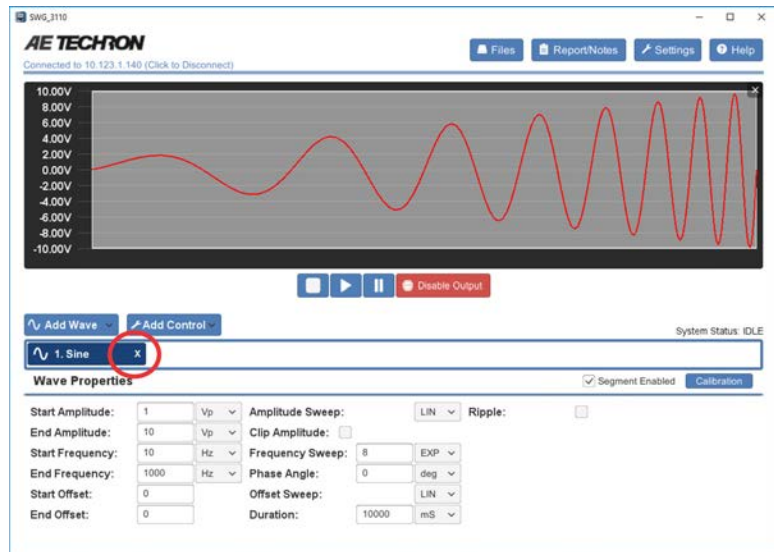 SWG_3110
AE TECHRON
Files Report/Notes Settings Help
Connected to 10.123.1.140 (Click to Disconnect)
10.00V
8.00V
6.00V
4.00V
2.00V
0.00V
-2.00V
-4.00V
-6.00V
-8.00V
-10.00V
Disable Output
Add Wave Add Control
System Status: IDLE
1. Sine x
Wave Properties Segment Enabled Calibration
Start Amplitude: 1 Vp Amplitude Sweep: LIN Ripple:
End Amplitude: 10 Vp Clip Amplitude:
Start Frequency: 10 Hz Frequency Sweep: 8 EXP
End Frequency: 1000 Hz Phase Angle: 0 deg
Start Offset: 0 Offset Sweep: LIN
End Offset: 0 Duration: 10000 mS